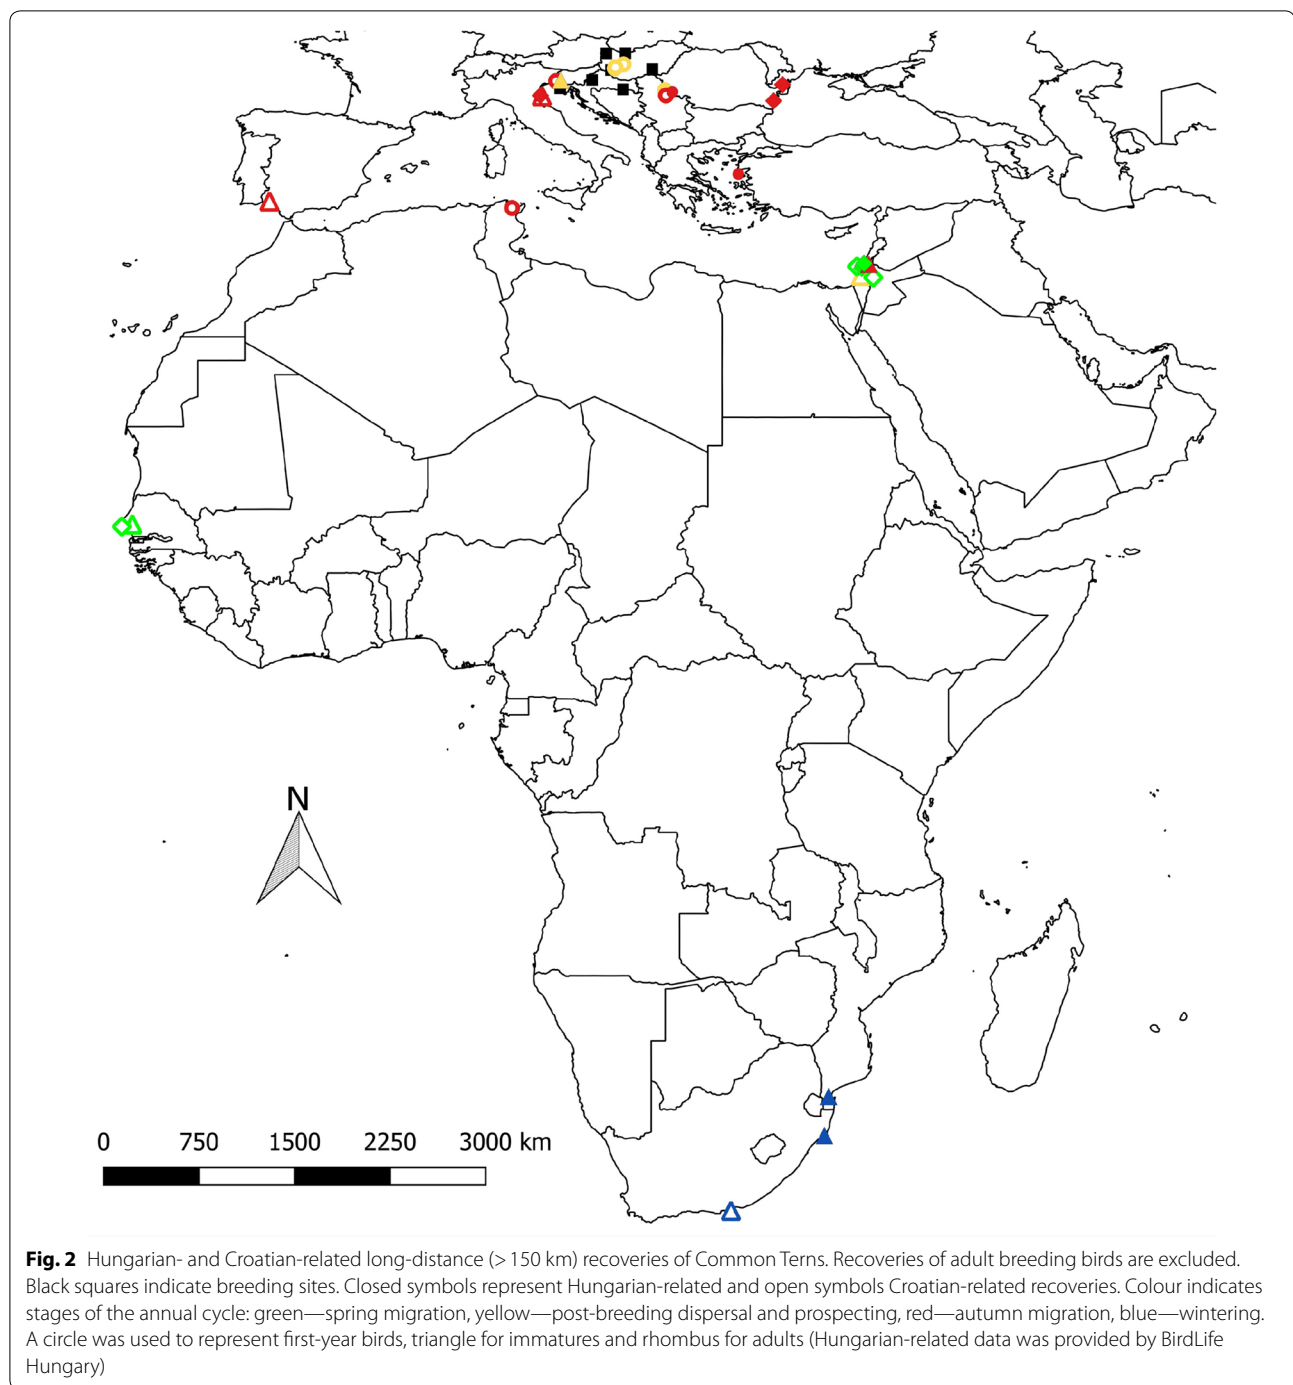 N
0 750 1500 2250 3000 km
Fig. 2 Hungarian- and Croatian-related long-distance (> 150 km) recoveries of Common Terns. Recoveries of adult breeding birds are excluded.
Black squares indicate breeding sites. Closed symbols represent Hungarian-related and open symbols Croatian-related recoveries. Colour indicates
stages of the annual cycle: green—spring migration, yellow—post-breeding dispersal and prospecting, red—autumn migration, blue—wintering.
A circle was used to represent first-year birds, triangle for immatures and rhombus for adults (Hungarian-related data was provided by BirdLife
Hungary)